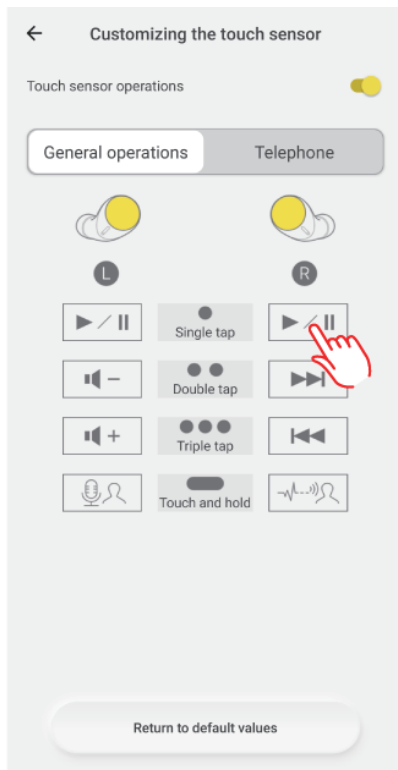 Customizing the touch sensor
Touch sensor operations
General operations
Telephone
L
R
Single tap
Double tap
Triple tap
Touch and hold
Return to default values